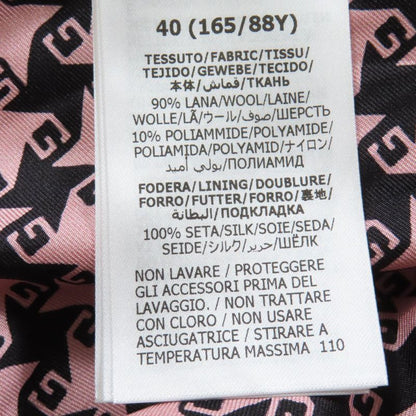 40 (165/88Y)
TESSUTO/FABRIC/TISSU/
TEJIDO/GEWEBE/TECIDO/
本体/قماش/ТКАНЬ
90% LANA/WOOL/LAINE/
WOLLE/LÃ/ウール/صوف/ШЕРСТЬ
10% POLIAMMIDE/POLYAMIDE/
POLIAMIDA/POLYAMID/ナイロン/
بولي أميد/ПОЛИАМИД
FODERA/LINING/DOUBLURE/
FORRO/FUTTER/FORRO/裏地/
البطانة/ПОДКЛАДКА
100% SETA/SILK/SOIE/SEDA/
SEIDE/シルク/حرير/ШЁЛК
NON LAVARE / PROTEGGERE
GLI ACCESSORI PRIMA DEL
LAVAGGIO. / NON TRATTARE
CON CLORO / NON USARE
ASCIUGATRICE / STIRARE A
TEMPERATURA MASSIMA 110